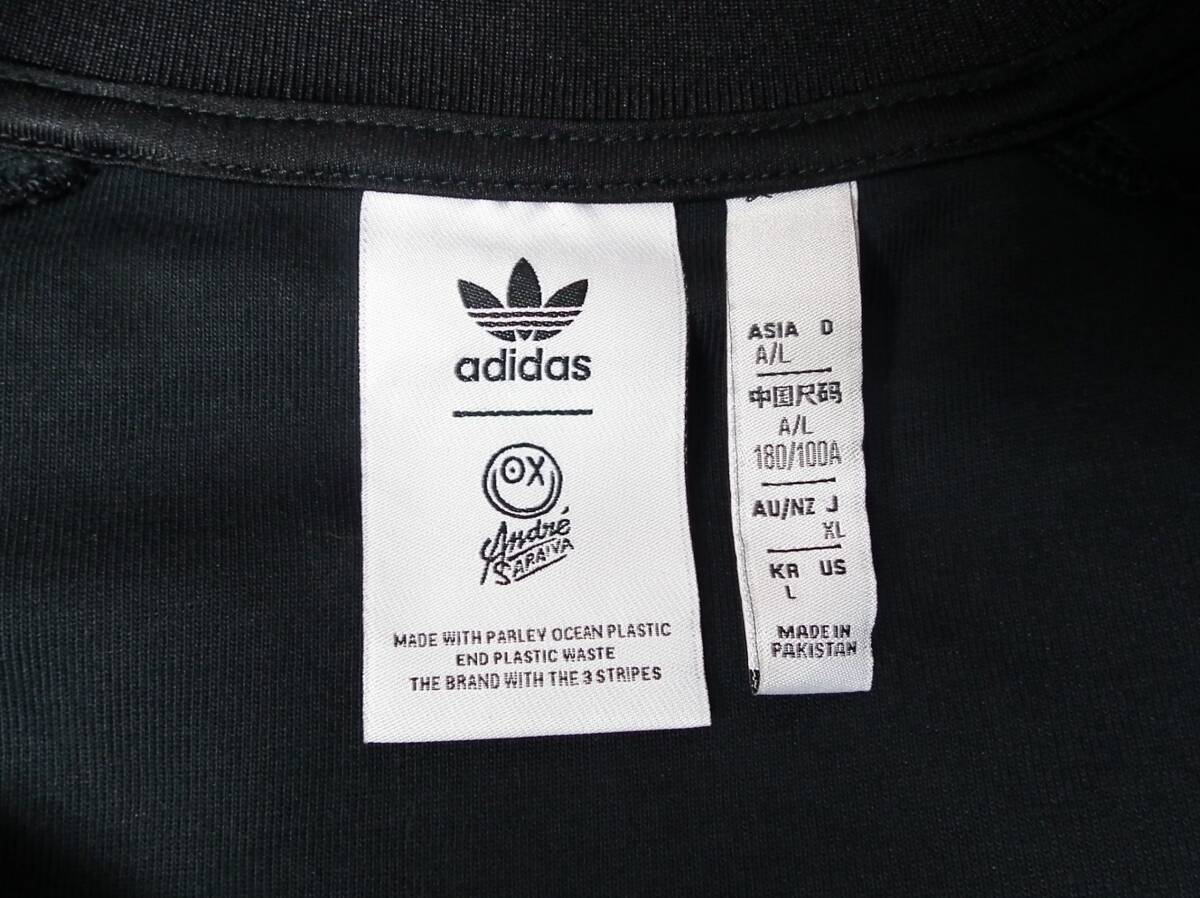 adidas
OX
André
SARAIVA
MADE WITH PARLEY OCEAN PLASTIC
END PLASTIC WASTE
THE BRAND WITH THE 3 STRIPES
ASIA D
A/L
中国尺码
A/L
180/100A
AU/NZ J
XL
KR US
L
MADE IN
PAKISTAN